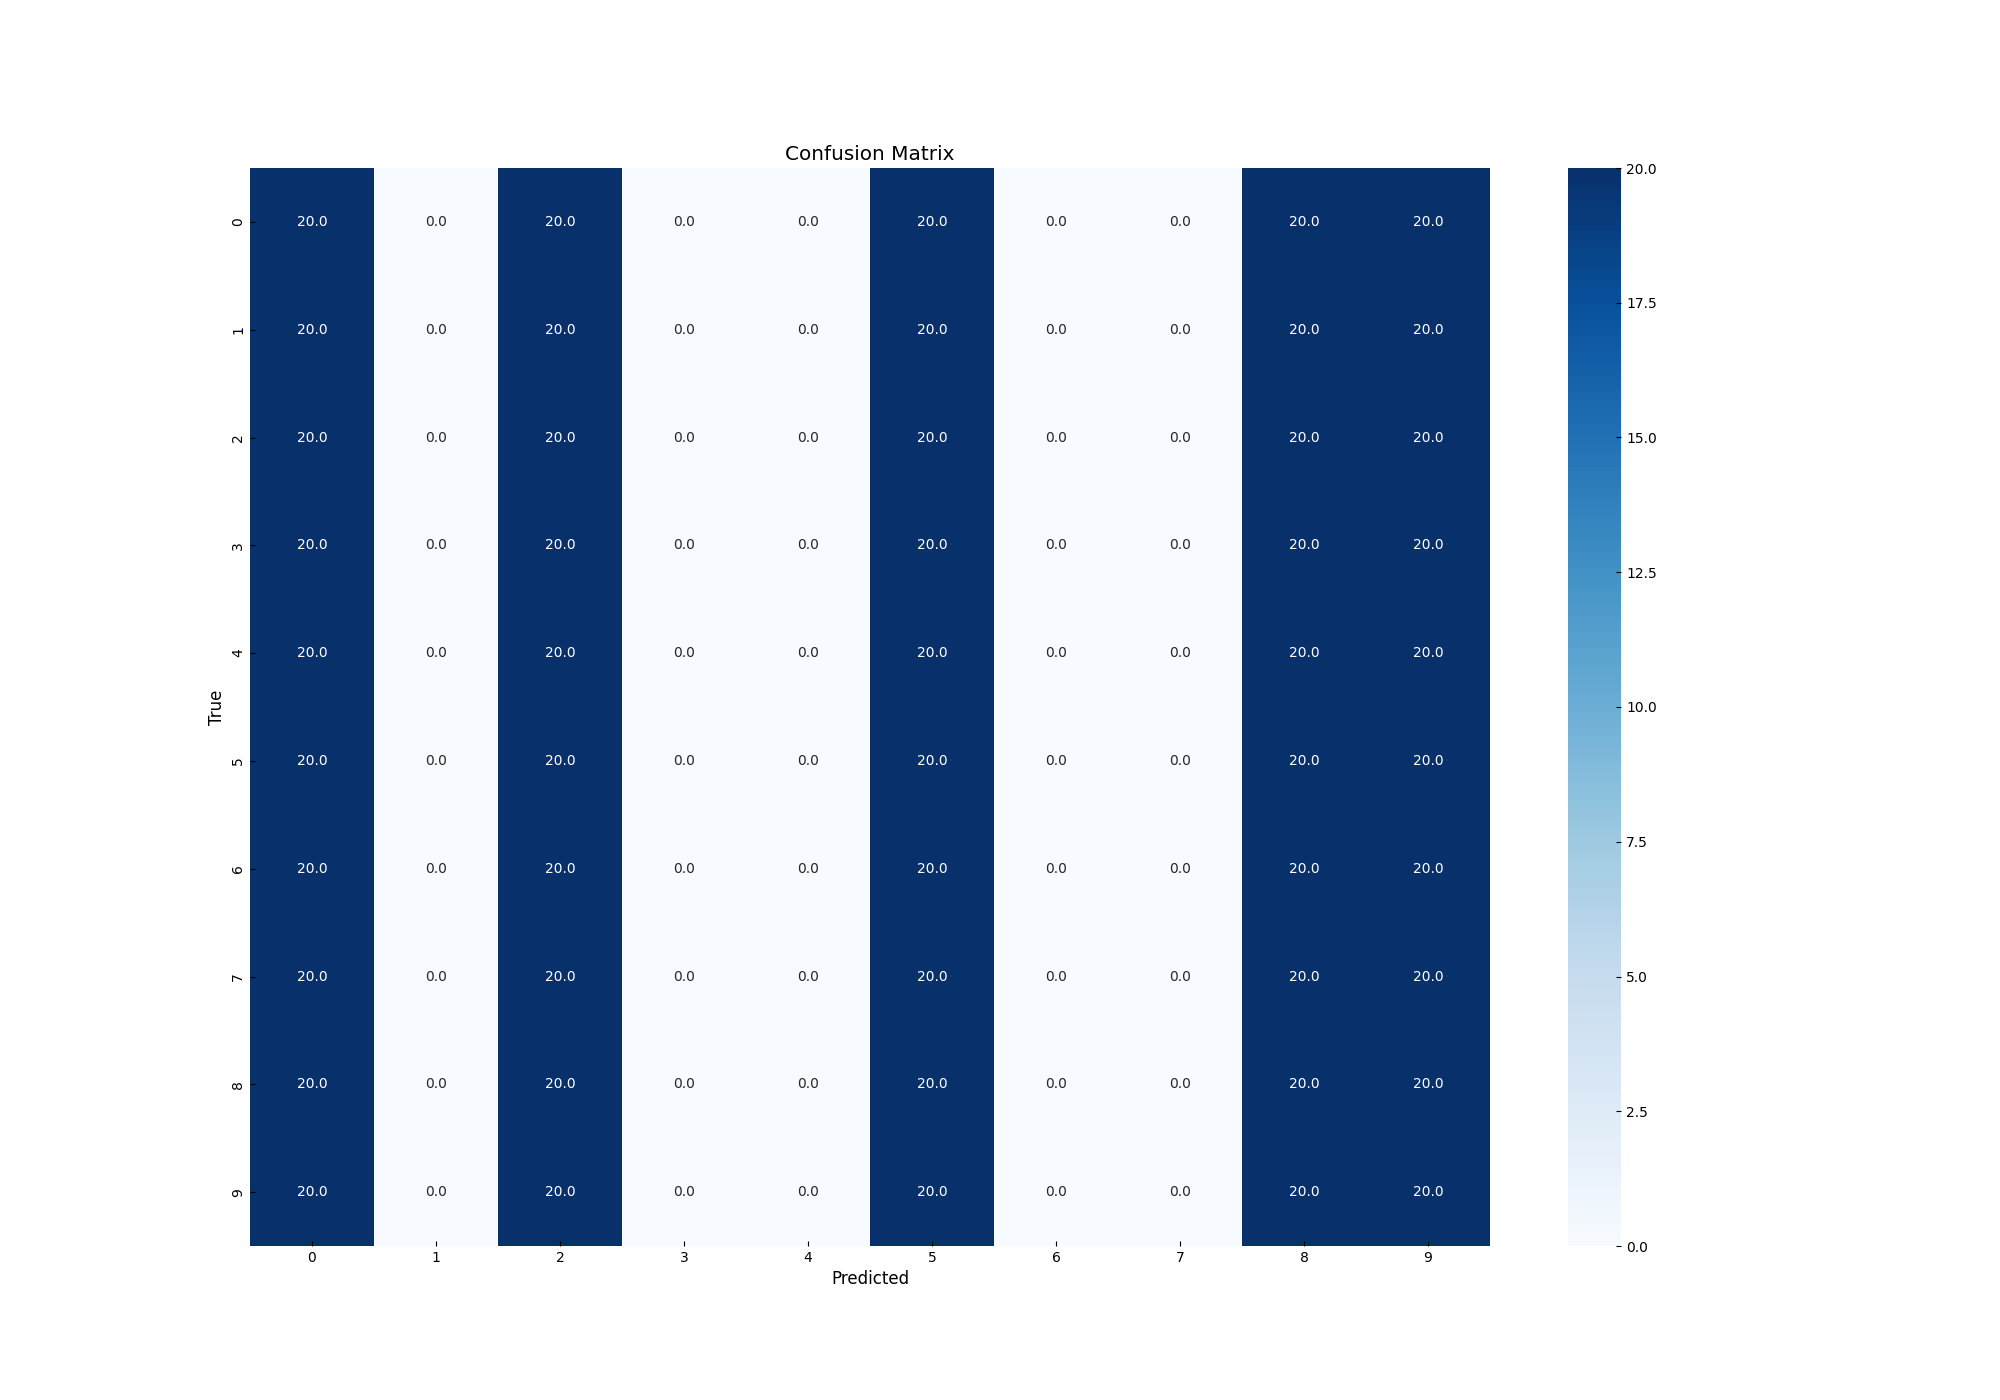 Confusion Matrix
0 20.0 0.0 20.0 0.0 0.0 20.0 0.0 0.0 20.0 20.0
1 20.0 0.0 20.0 0.0 0.0 20.0 0.0 0.0 20.0 20.0
2 20.0 0.0 20.0 0.0 0.0 20.0 0.0 0.0 20.0 20.0
3 20.0 0.0 20.0 0.0 0.0 20.0 0.0 0.0 20.0 20.0
4 20.0 0.0 20.0 0.0 0.0 20.0 0.0 0.0 20.0 20.0
True
5 20.0 0.0 20.0 0.0 0.0 20.0 0.0 0.0 20.0 20.0
6 20.0 0.0 20.0 0.0 0.0 20.0 0.0 0.0 20.0 20.0
7 20.0 0.0 20.0 0.0 0.0 20.0 0.0 0.0 20.0 20.0
8 20.0 0.0 20.0 0.0 0.0 20.0 0.0 0.0 20.0 20.0
9 20.0 0.0 20.0 0.0 0.0 20.0 0.0 0.0 20.0 20.0
0 1 2 3 4 5 6 7 8 9
Predicted
20.0
17.5
15.0
12.5
10.0
7.5
5.0
2.5
0.0